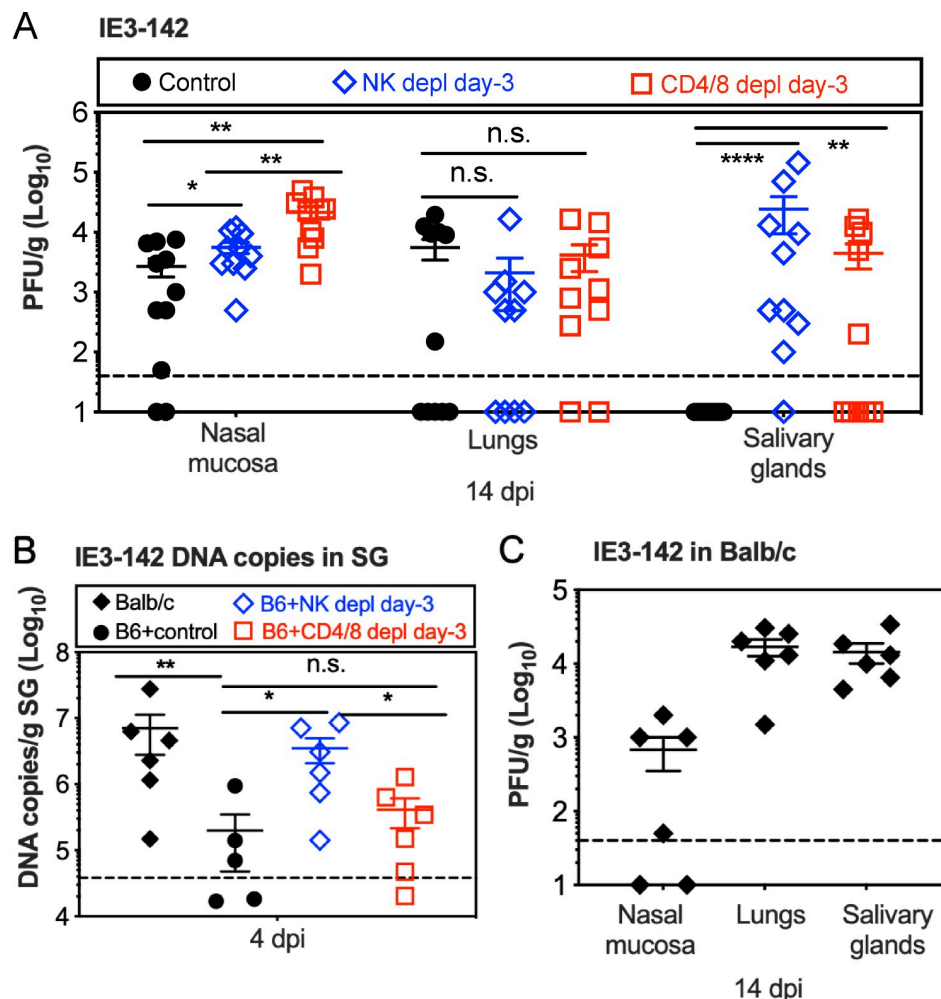 A IE3-142
Control NK depl day-3 CD4/8 depl day-3
PFU/g (Log10)
6
5
4
3
2
1
** ** *
n.s. n.s.
**** **
Nasal mucosa
Lungs
Salivary glands
14 dpi
B IE3-142 DNA copies in SG
Balb/c B6+NK depl day-3
B6+control B6+CD4/8 depl day-3
DNA copies/g SG (Log10)
8
7
6
5
4
** n.s. * *
4 dpi
C IE3-142 in Balb/c
PFU/g (Log10)
5
4
3
2
1
Nasal mucosa
Lungs
Salivary glands
14 dpi